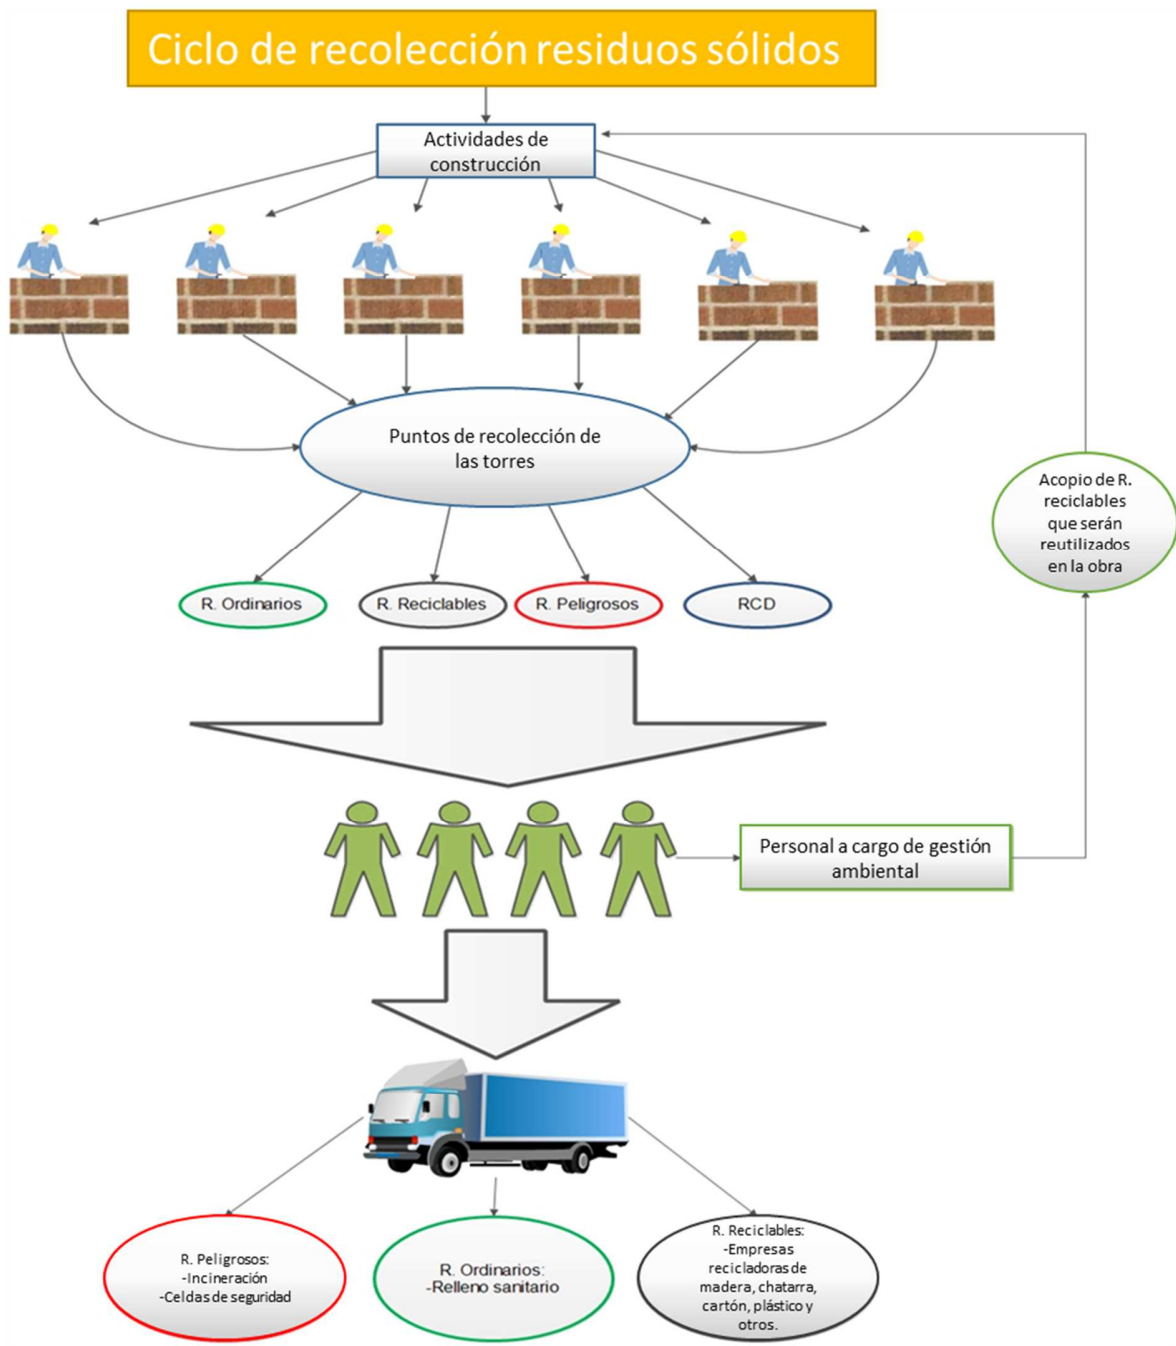 Ciclo de recolección residuos sólidos
Actividades de
construcción
Puntos de recolección de
las torres
Acopio de R.
reciclables
que serán
reutilizados
en la obra
R. Ordinarios
R. Reciclables
R. Peligrosos
RCD
Personal a cargo de gestión
ambiental
R. Peligrosos:
-Incineración
-Celdas de seguridad
R. Ordinarios:
-Relleno sanitario
R. Reciclables:
-Empresas
recicladoras de
madera, chatarra,
cartón, plástico y
otros.